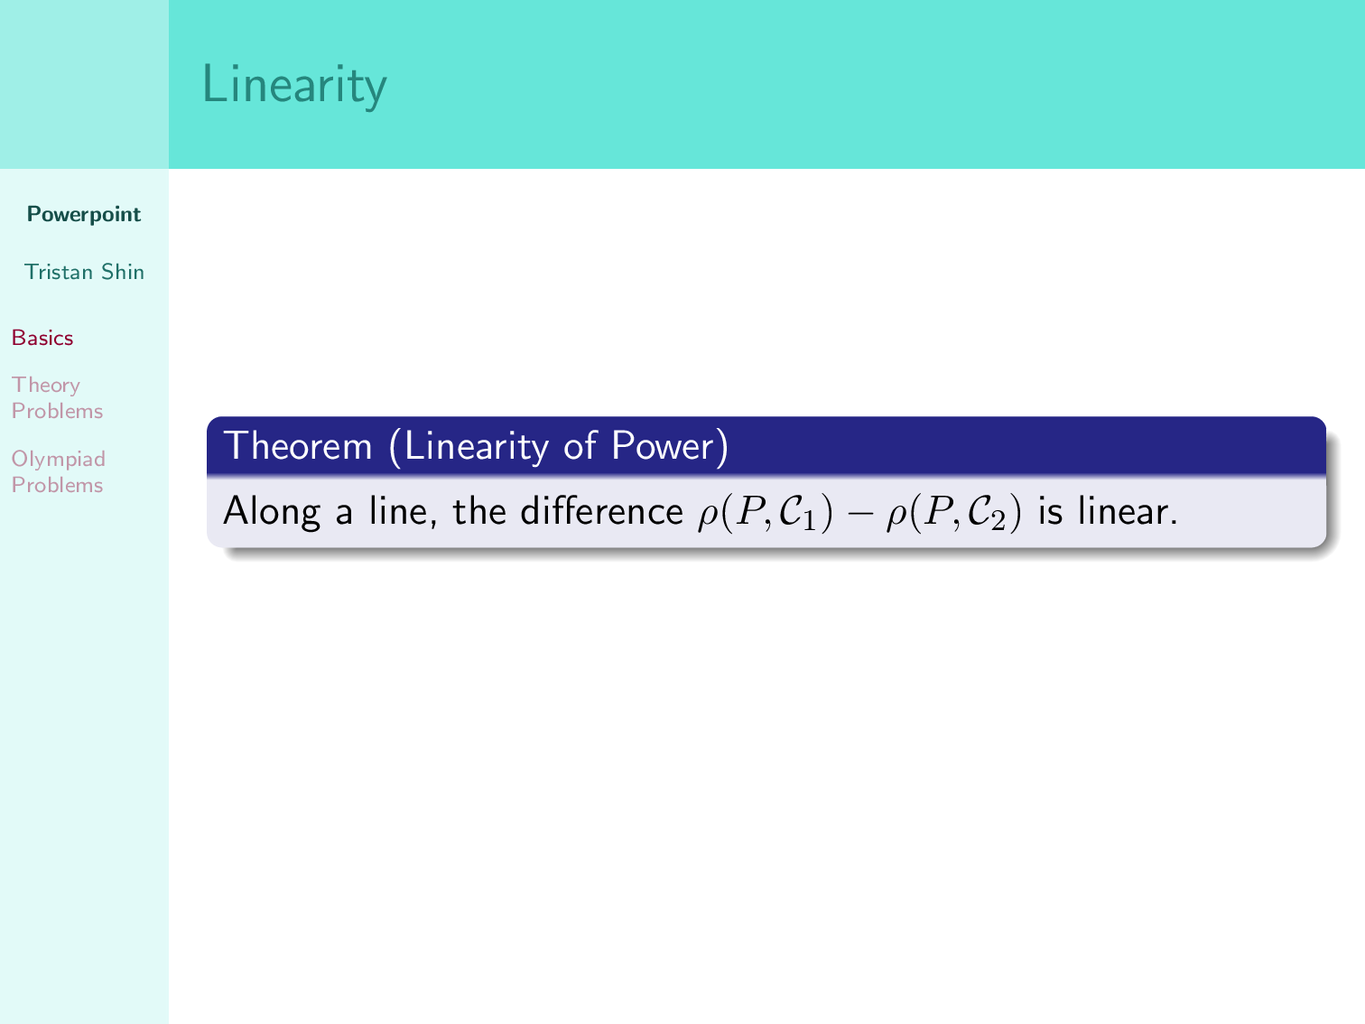 Linearity
Powerpoint
Tristan Shin
Basics
Theory
Problems
Olympiad
Problems
Theorem (Linearity of Power)
Along a line, the difference ρ(P, 𝒞₁) − ρ(P, 𝒞₂) is linear.